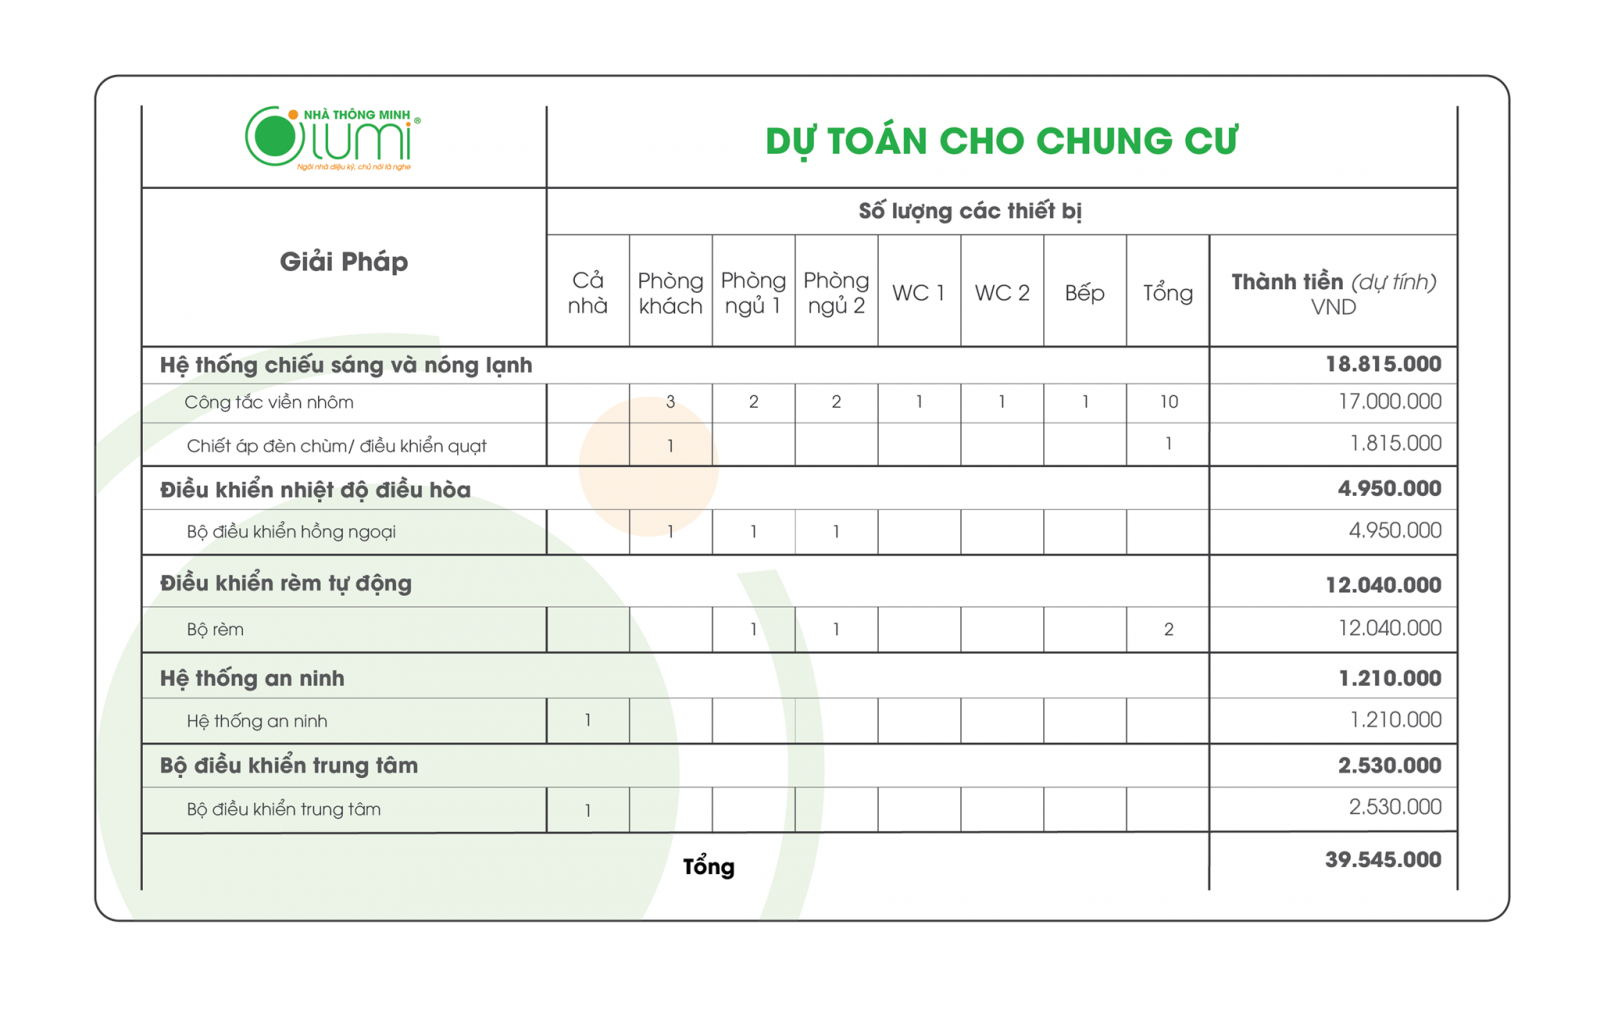 NHÀ THÔNG MINH
lumi®
Ngôi nhà diệu kỳ, chủ nói là nghe
DỰ TOÁN CHO CHUNG CƯ
Giải Pháp
Số lượng các thiết bị
Cả nhà
Phòng khách
Phòng ngủ 1
Phòng ngủ 2
WC 1
WC 2
Bếp
Tổng
Thành tiền (dự tính)
VND
Hệ thống chiếu sáng và nóng lạnh 18.815.000
Công tắc viền nhôm 3 2 2 1 1 1 10 17.000.000
Chiết áp đèn chùm/ điều khiển quạt 1 1 1.815.000
Điều khiển nhiệt độ điều hòa 4.950.000
Bộ điều khiển hồng ngoại 1 1 1 4.950.000
Điều khiển rèm tự động 12.040.000
Bộ rèm 1 1 2 12.040.000
Hệ thống an ninh 1.210.000
Hệ thống an ninh 1 1.210.000
Bộ điều khiển trung tâm 2.530.000
Bộ điều khiển trung tâm 1 2.530.000
Tổng 39.545.000